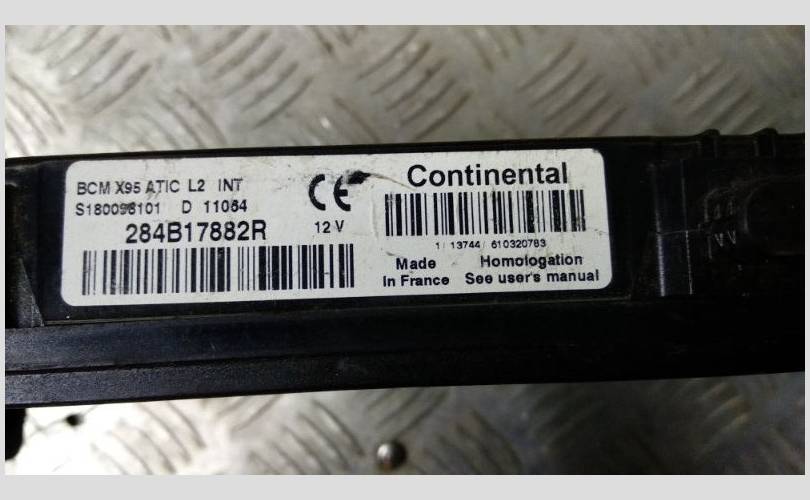 BCM X95 ATIC L2 INT
S180098101 D 11084
284B17882R
12 V
CE
Continental
1/ 13744/ 610320783
Made In France
Homologation See user's manual